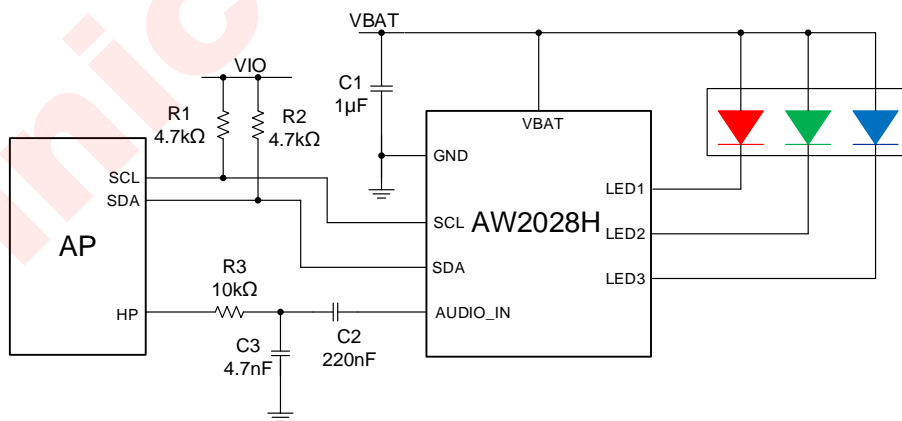 VBAT
VIO
C1
1µF
R1
4.7kΩ
R2
4.7kΩ
VBAT
GND
SCL
SDA
AP
HP
LED1
SCL
AW2028H
LED2
SDA
LED3
R3
10kΩ
AUDIO_IN
C3
4.7nF
C2
220nF